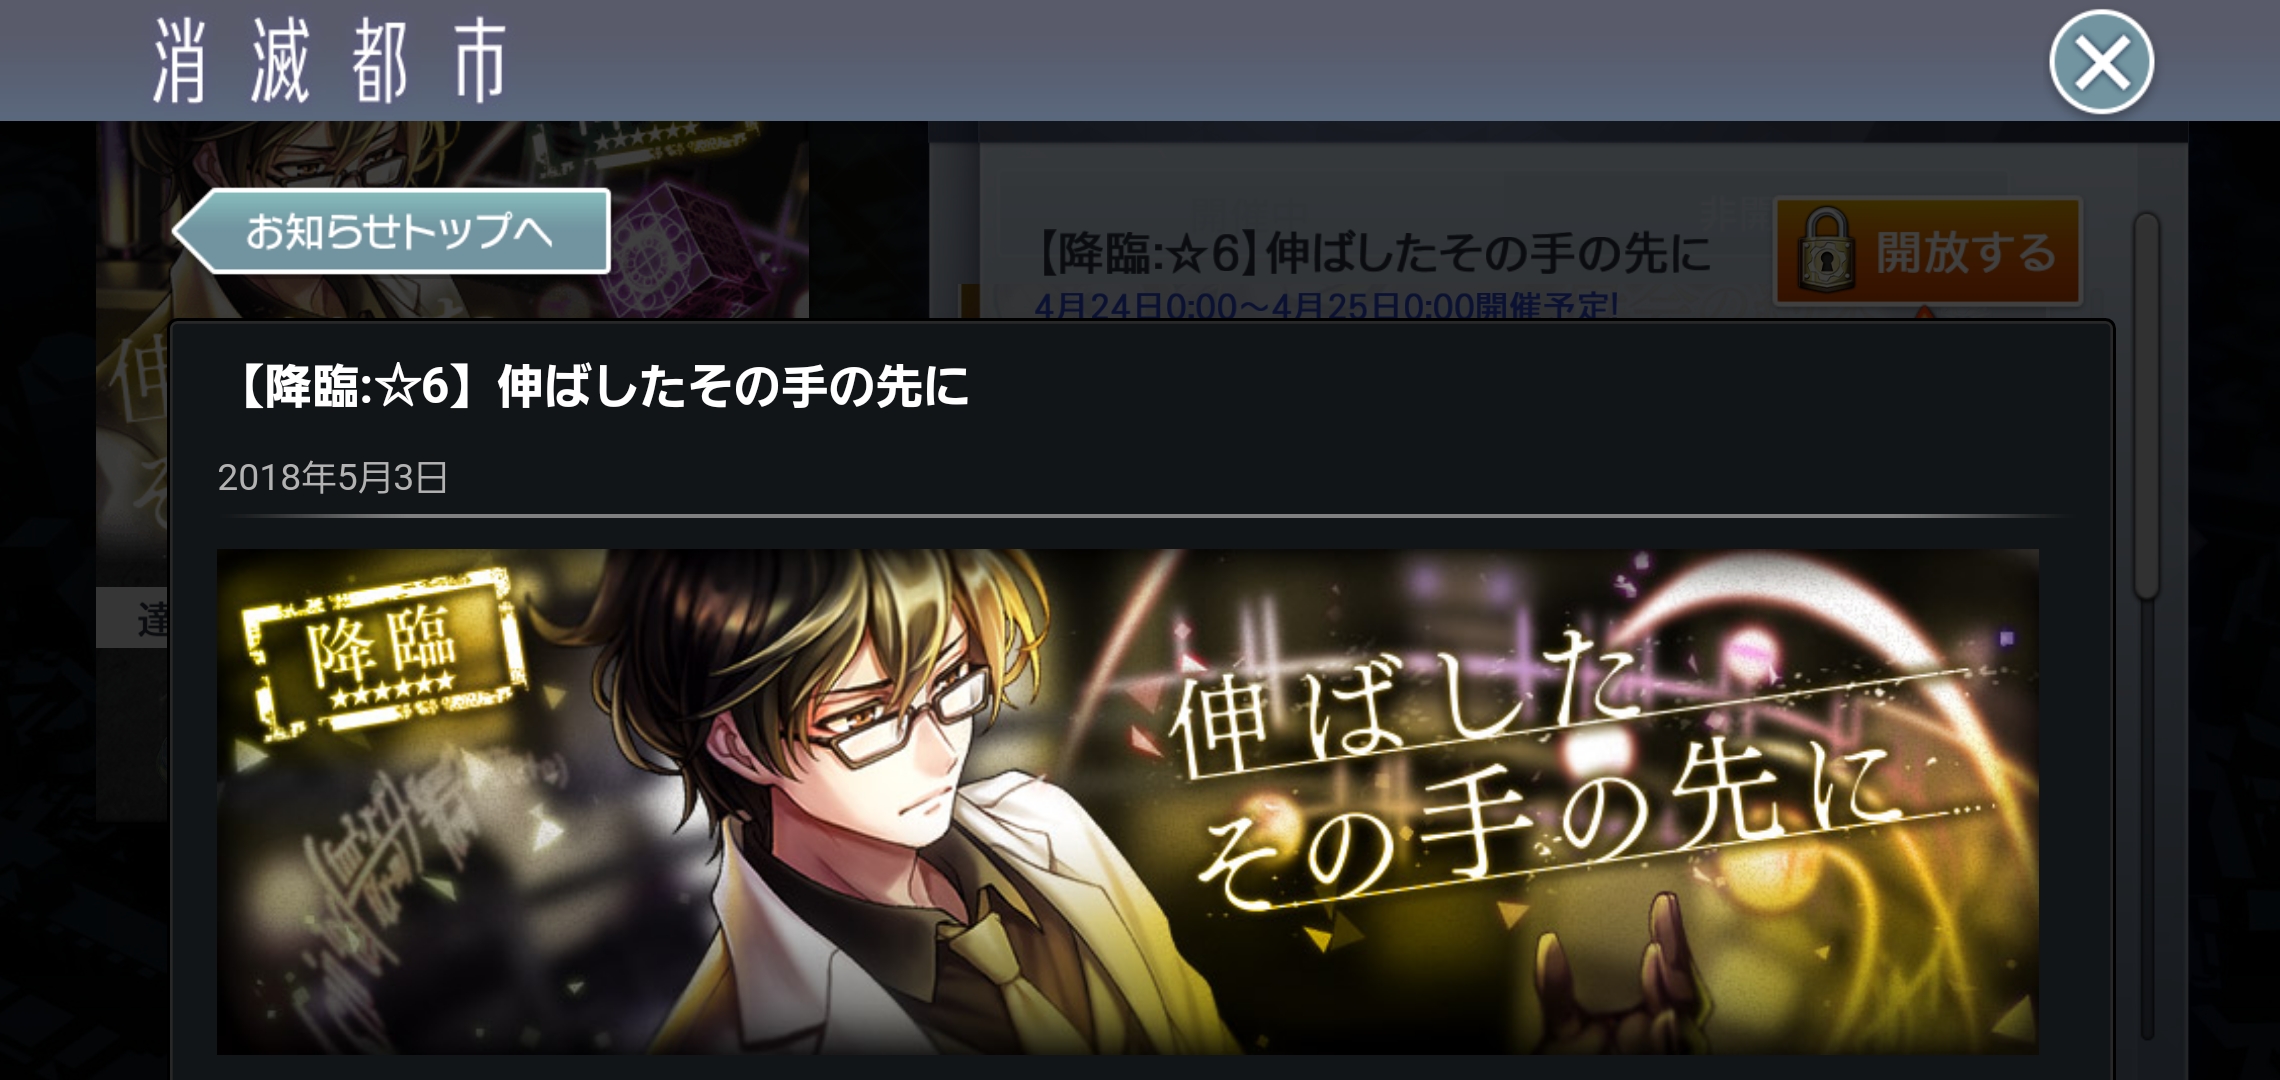 消滅都市
お知らせトップへ
【降臨:☆6】伸ばしたその手の先に
開放する
4月24日0:00～4月25日0:00開催予定!
【降臨:☆6】伸ばしたその手の先に
2018年5月3日
降臨
★★★★★★
伸ばした
その手の先に